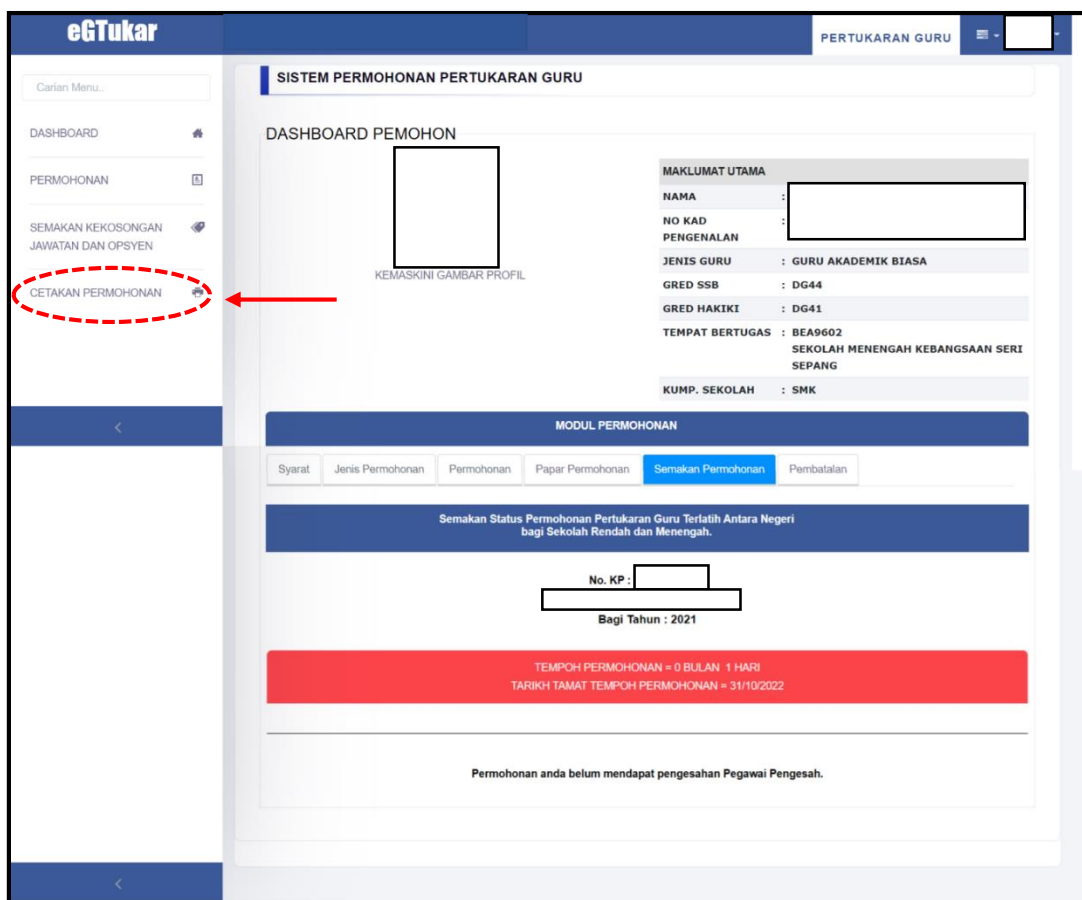 eGTukar
PERTUKARAN GURU
Carian Menu..
DASHBOARD
PERMOHONAN
SEMAKAN KEKOSONGAN
JAWATAN DAN OPSYEN
CETAKAN PERMOHONAN
SISTEM PERMOHONAN PERTUKARAN GURU
DASHBOARD PEMOHON
KEMASKINI GAMBAR PROFIL
MAKLUMAT UTAMA
NAMA :
NO KAD :
PENGENALAN
JENIS GURU : GURU AKADEMIK BIASA
GRED SSB : DG44
GRED HAKIKI : DG41
TEMPAT BERTUGAS : BEA9602
SEKOLAH MENENGAH KEBANGSAAN SERI
SEPANG
KUMP. SEKOLAH : SMK
MODUL PERMOHONAN
Syarat Jenis Permohonan Permohonan Papar Permohonan Semakan Permohonan Pembatalan
Semakan Status Permohonan Pertukaran Guru Terlatih Antara Negeri
bagi Sekolah Rendah dan Menengah.
No. KP :
Bagi Tahun : 2021
TEMPOH PERMOHONAN = 0 BULAN 1 HARI
TARIKH TAMAT TEMPOH PERMOHONAN = 31/10/2022
Permohonan anda belum mendapat pengesahan Pegawai Pengesah.